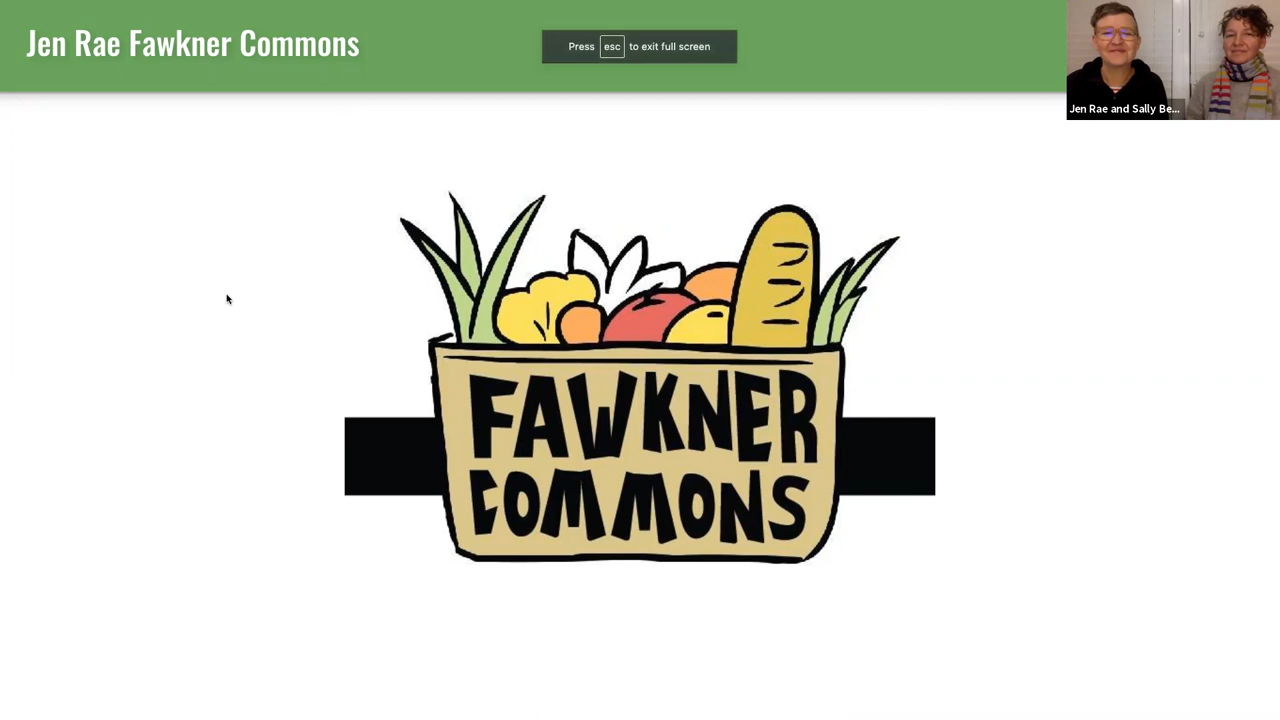 Jen Rae Fawkner Commons
Press esc to exit full screen
Jen Rae and Sally Be...
FAWKNER
COMMONS